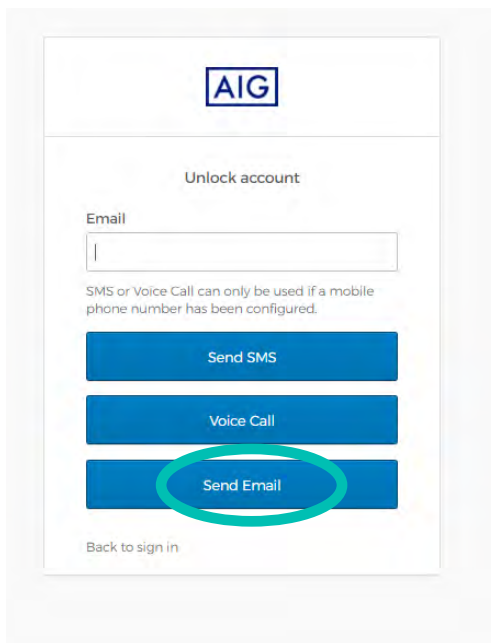 AIG
Unlock account
Email
SMS or Voice Call can only be used if a mobile
phone number has been configured.
Send SMS
Voice Call
Send Email
Back to sign in